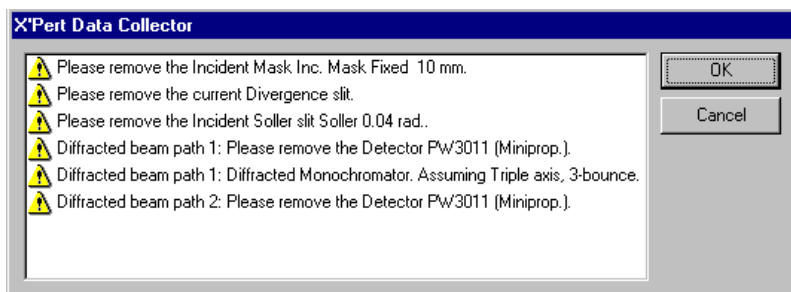 X'Pert Data Collector
Please remove the Incident Mask Inc. Mask Fixed  10 mm.
Please remove the current Divergence slit.
Please remove the Incident Soller slit Soller 0.04 rad..
Diffracted beam path 1: Please remove the Detector PW3011 (Miniprop.).
Diffracted beam path 1: Diffracted Monochromator. Assuming Triple axis, 3-bounce.
Diffracted beam path 2: Please remove the Detector PW3011 (Miniprop.).
OK
Cancel